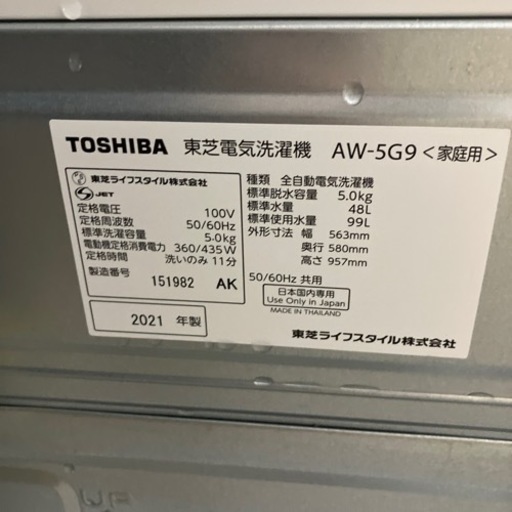 TOSHIBA 東芝電気洗濯機 AW-5G9<家庭用>
東芝ライフスタイル株式会社
JET
定格電圧 100V
定格周波数 50/60Hz
標準洗濯容量 5.0kg
電動機定格消費電力 360/435W
定格時間 洗いのみ 11分
製造番号 151982 AK
2021 年製
種類 全自動電気洗濯機
標準脱水容量 5.0kg
標準水量 48L
標準使用水量 99L
外形寸法 幅 563mm
奥行 580mm
高さ 957mm
50/60Hz 共用
日本国内専用
Use Only in Japan
MADE IN THAILAND
東芝ライフスタイル株式会社